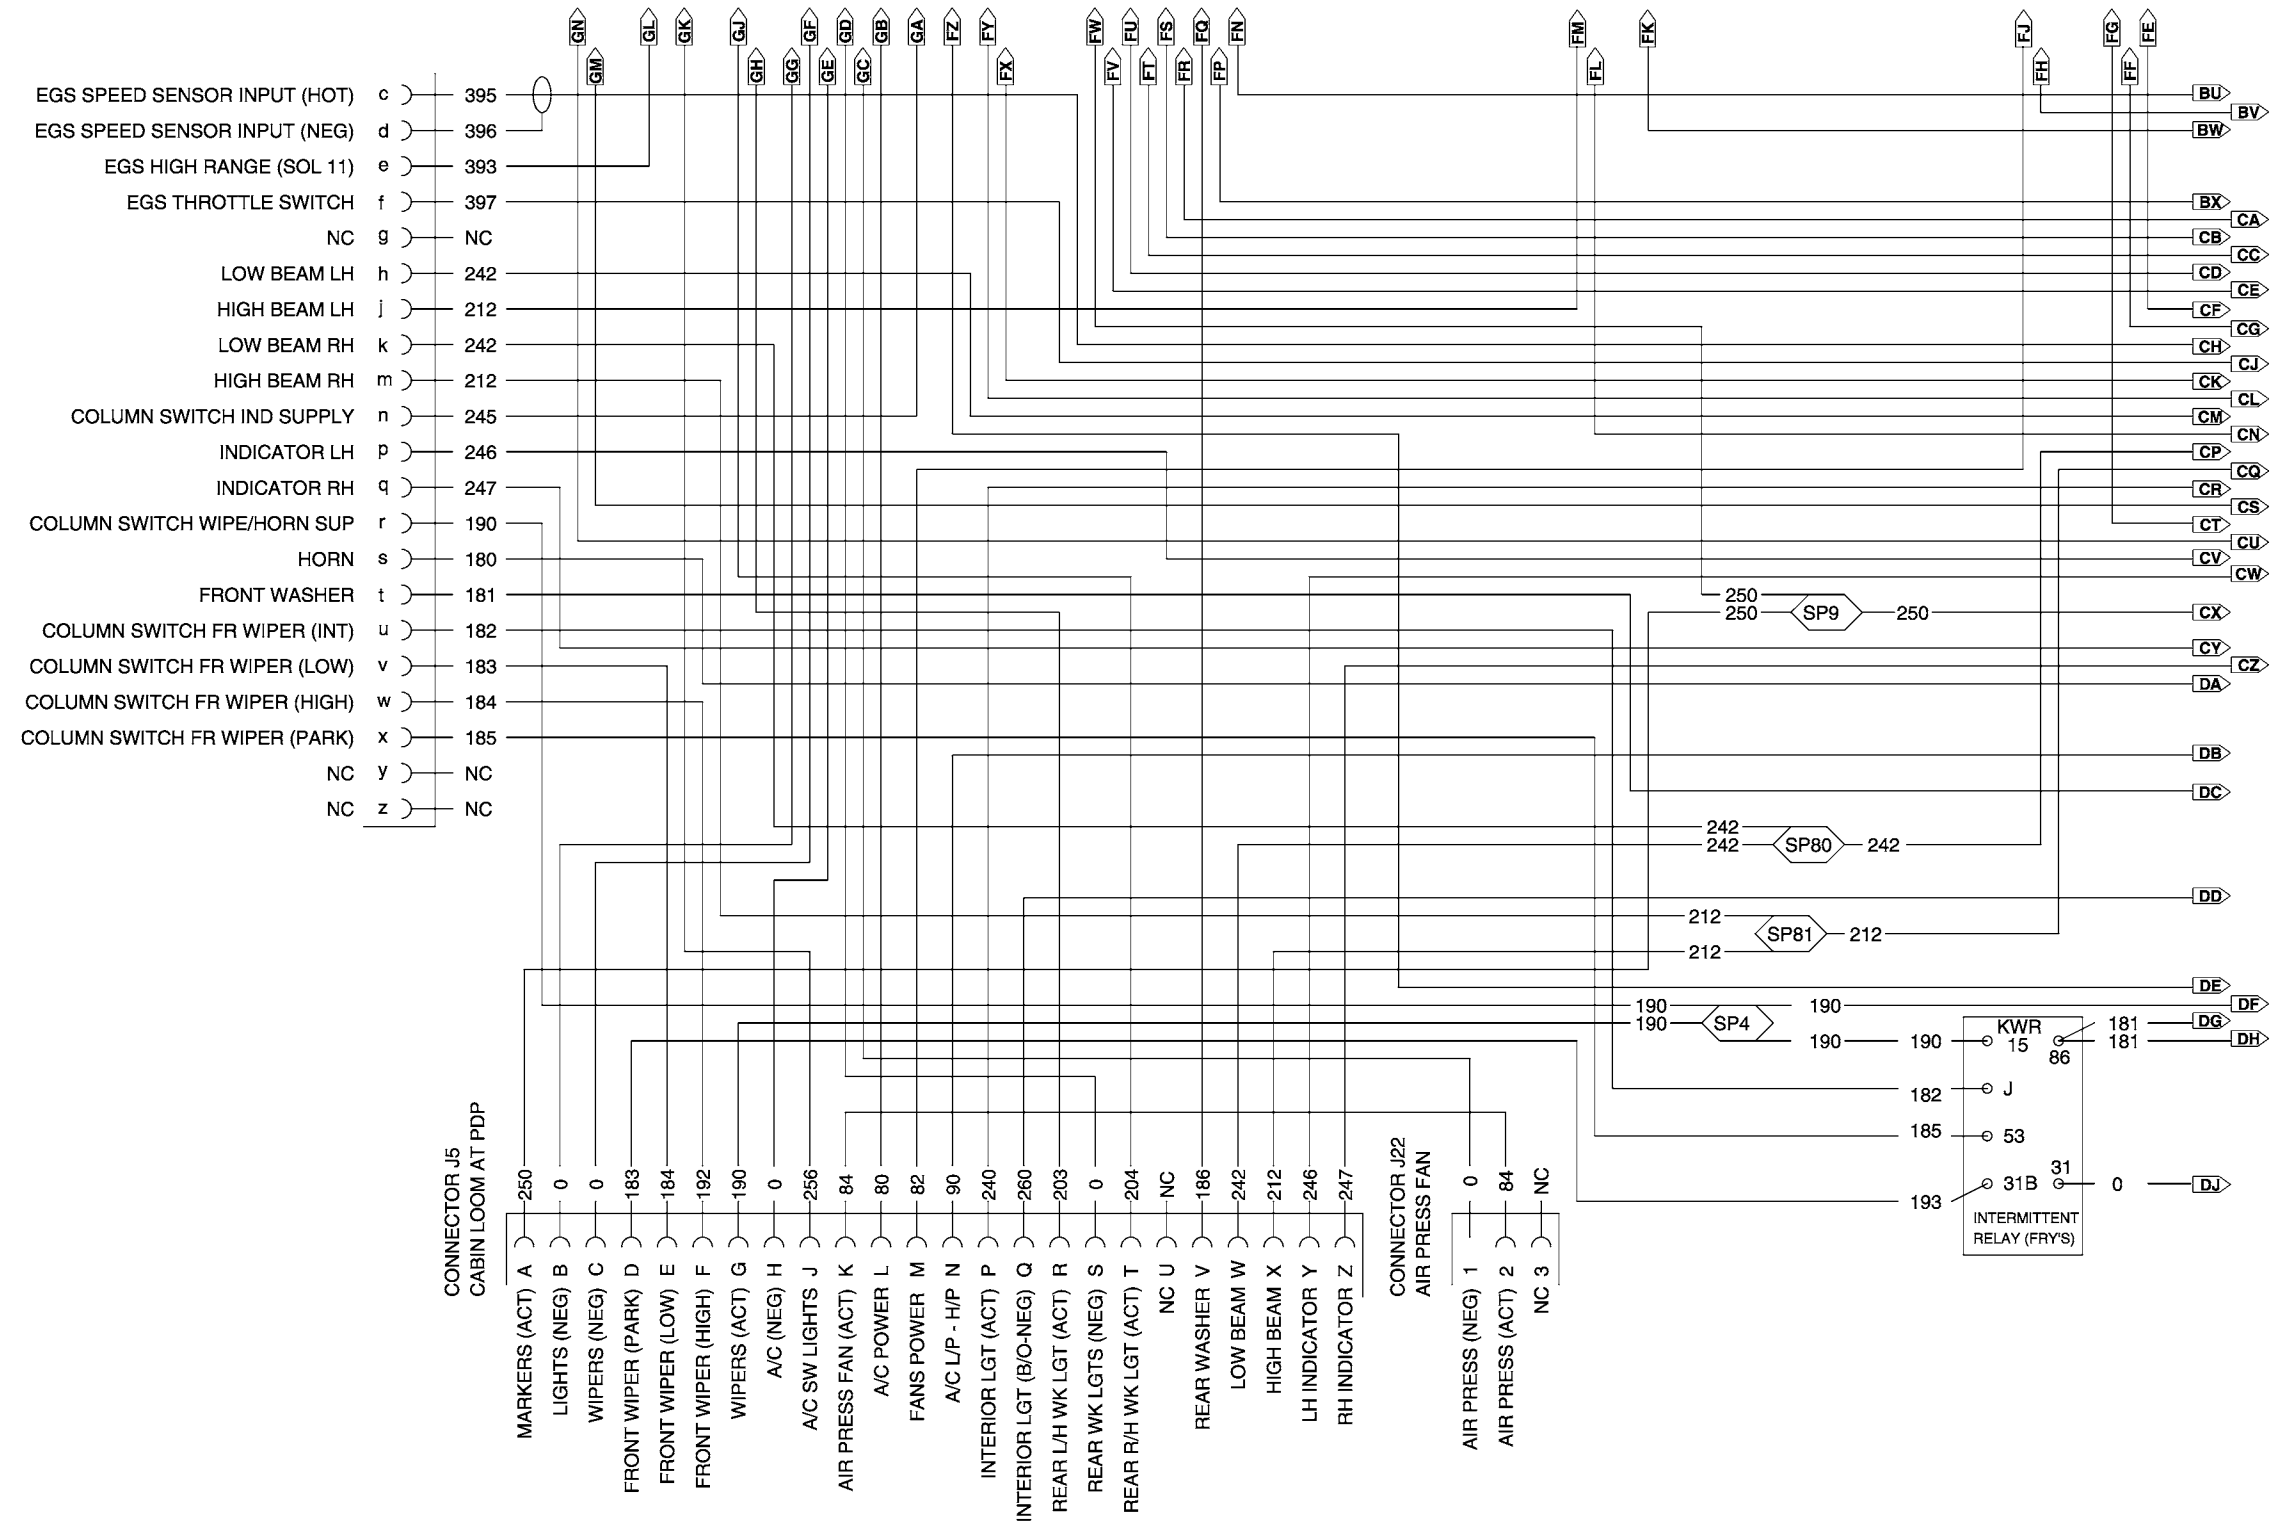 GN GL GK GJ GF GD GB GA FZ FY FW FU FS FQ FN FM FK FJ FG FE
GM GH GG GE GC FX FV FT FR FP FL FH FF
EGS SPEED SENSOR INPUT (HOT) c 395 BU
BV
EGS SPEED SENSOR INPUT (NEG) d 396 BW
EGS HIGH RANGE (SOL 11) e 393
EGS THROTTLE SWITCH f 397 BX
CA
NC g NC CB
CC
LOW BEAM LH h 242 CD
CE
HIGH BEAM LH j 212 CF
CG
LOW BEAM RH k 242 CH
CJ
HIGH BEAM RH m 212 CK
CL
COLUMN SWITCH IND SUPPLY n 245 CM
CN
INDICATOR LH p 246 CP
CQ
INDICATOR RH q 247 CR
CS
COLUMN SWITCH WIPE/HORN SUP r 190 CT
CU
HORN s 180 CV
CW
FRONT WASHER t 181 250
250 SP9 250 CX
COLUMN SWITCH FR WIPER (INT) u 182
CY
COLUMN SWITCH FR WIPER (LOW) v 183 CZ
DA
COLUMN SWITCH FR WIPER (HIGH) w 184
COLUMN SWITCH FR WIPER (PARK) x 185
DB
NC y NC
DC
NC z NC
242
242 SP80 242
DD
212
SP81 212
212
DE
190 190 DF
190 SP4
190 190
KWR
15
86
181 DG
181 DH
182 J
185 53
31
31B 0 DJ
193
INTERMITTENT
RELAY (FRY'S)
CONNECTOR J5
CABIN LOOM AT PDP
250 A MARKERS (ACT)
0 B LIGHTS (NEG)
0 C WIPERS (NEG)
183 D FRONT WIPER (PARK)
184 E FRONT WIPER (LOW)
192 F FRONT WIPER (HIGH)
190 G WIPERS (ACT)
0 H A/C (NEG)
256 J A/C SW LIGHTS
84 K AIR PRESS FAN (ACT)
80 L A/C POWER
82 M FANS POWER
90 N A/C L/P - H/P
240 P INTERIOR LGT (ACT)
260 Q INTERIOR LGT (B/O-NEG)
203 R REAR L/H WK LGT (ACT)
0 S REAR WK LGTS (NEG)
204 T REAR R/H WK LGT (ACT)
NC U NC
186 V REAR WASHER
242 W LOW BEAM
212 X HIGH BEAM
246 Y LH INDICATOR
247 Z RH INDICATOR
CONNECTOR J22
AIR PRESS FAN
0 1 AIR PRESS (NEG)
84 2 AIR PRESS (ACT)
NC 3 NC